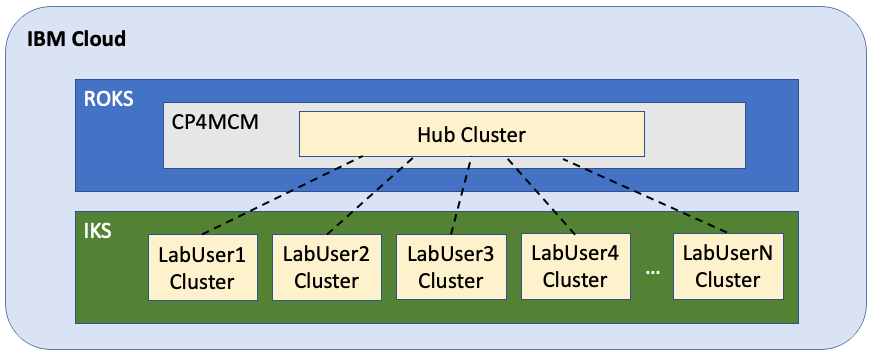 IBM Cloud
ROKS
CP4MCM
Hub Cluster
IKS
LabUser1
Cluster
LabUser2
Cluster
LabUser3
Cluster
LabUser4
Cluster
...
LabUserN
Cluster